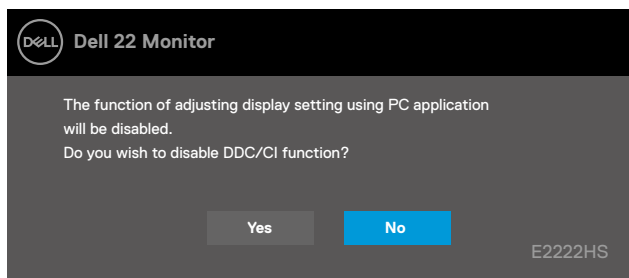 DELL Dell 22 Monitor
The function of adjusting display setting using PC application
will be disabled.
Do you wish to disable DDC/CI function?
Yes No
E2222HS